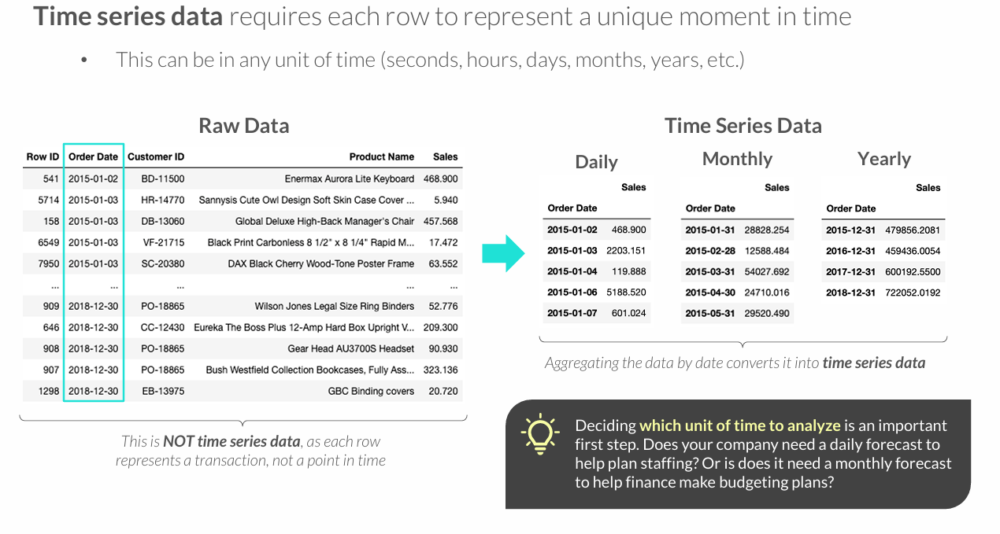 Time series data requires each row to represent a unique moment in time
• This can be in any unit of time (seconds, hours, days, months, years, etc.)
Raw Data
Row ID Order Date Customer ID Product Name Sales
541 2015-01-02 BD-11500 Enermax Aurora Lite Keyboard 468.900
5714 2015-01-03 HR-14770 Sannysis Cute Owl Design Soft Skin Case Cover ... 5.940
158 2015-01-03 DB-13060 Global Deluxe High-Back Manager's Chair 457.568
6549 2015-01-03 VF-21715 Black Print Carbonless 8 1/2" x 8 1/4" Rapid M... 17.472
7950 2015-01-03 SC-20380 DAX Black Cherry Wood-Tone Poster Frame 63.552
... ... ... ... ...
909 2018-12-30 PO-18865 Wilson Jones Legal Size Ring Binders 52.776
646 2018-12-30 CC-12430 Eureka The Boss Plus 12-Amp Hard Box Upright V... 209.300
908 2018-12-30 PO-18865 Gear Head AU3700S Headset 90.930
907 2018-12-30 PO-18865 Bush Westfield Collection Bookcases, Fully Ass... 323.136
1298 2018-12-30 EB-13975 GBC Binding covers 20.720
This is NOT time series data, as each row
represents a transaction, not a point in time
Time Series Data
Daily
Sales
Order Date
2015-01-02 468.900
2015-01-03 2203.151
2015-01-04 119.888
2015-01-06 5188.520
2015-01-07 601.024
Monthly
Sales
Order Date
2015-01-31 28828.254
2015-02-28 12588.484
2015-03-31 54027.692
2015-04-30 24710.016
2015-05-31 29520.490
Yearly
Sales
Order Date
2015-12-31 479856.2081
2016-12-31 459436.0054
2017-12-31 600192.5500
2018-12-31 722052.0192
Aggregating the data by date converts it into time series data
Deciding which unit of time to analyze is an important
first step. Does your company need a daily forecast to
help plan staffing? Or is does it need a monthly forecast
to help finance make budgeting plans?